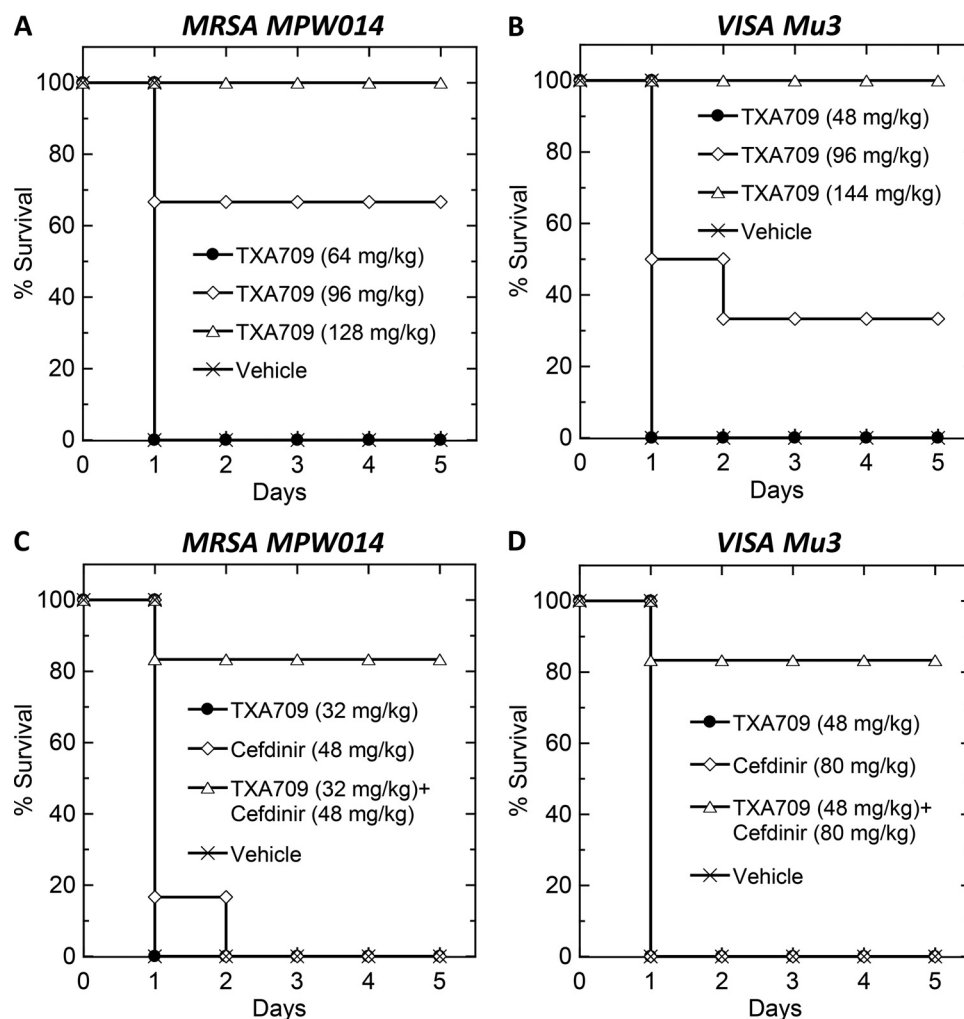 A
MRSA MPW014
% Survival
100
80
60
40
20
0
TXA709 (64 mg/kg)
TXA709 (96 mg/kg)
TXA709 (128 mg/kg)
Vehicle
0 1 2 3 4 5
Days
B
VISA Mu3
% Survival
100
80
60
40
20
0
TXA709 (48 mg/kg)
TXA709 (96 mg/kg)
TXA709 (144 mg/kg)
Vehicle
0 1 2 3 4 5
Days
C
MRSA MPW014
% Survival
100
80
60
40
20
0
TXA709 (32 mg/kg)
Cefdinir (48 mg/kg)
TXA709 (32 mg/kg)+
Cefdinir (48 mg/kg)
Vehicle
0 1 2 3 4 5
Days
D
VISA Mu3
% Survival
100
80
60
40
20
0
TXA709 (48 mg/kg)
Cefdinir (80 mg/kg)
TXA709 (48 mg/kg)+
Cefdinir (80 mg/kg)
Vehicle
0 1 2 3 4 5
Days